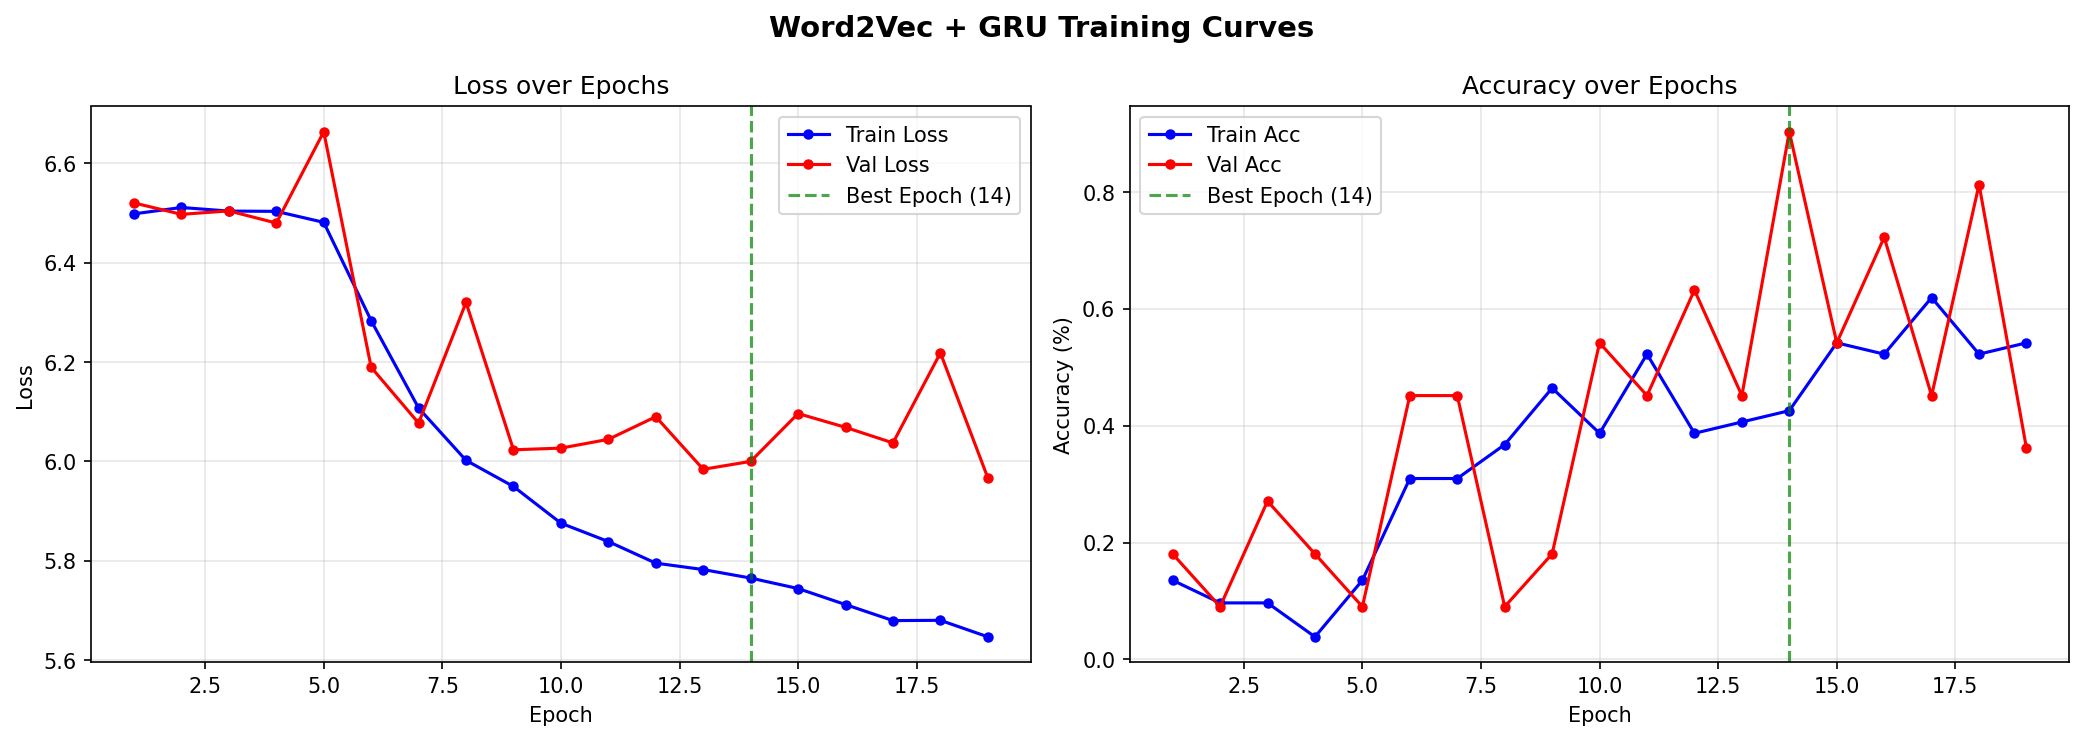 Word2Vec + GRU Training Curves
Loss over Epochs
Loss
6.6
6.4
6.2
6.0
5.8
5.6
Train Loss
Val Loss
Best Epoch (14)
2.5 5.0 7.5 10.0 12.5 15.0 17.5
Epoch
Accuracy over Epochs
Accuracy (%)
0.8
0.6
0.4
0.2
0.0
Train Acc
Val Acc
Best Epoch (14)
2.5 5.0 7.5 10.0 12.5 15.0 17.5
Epoch